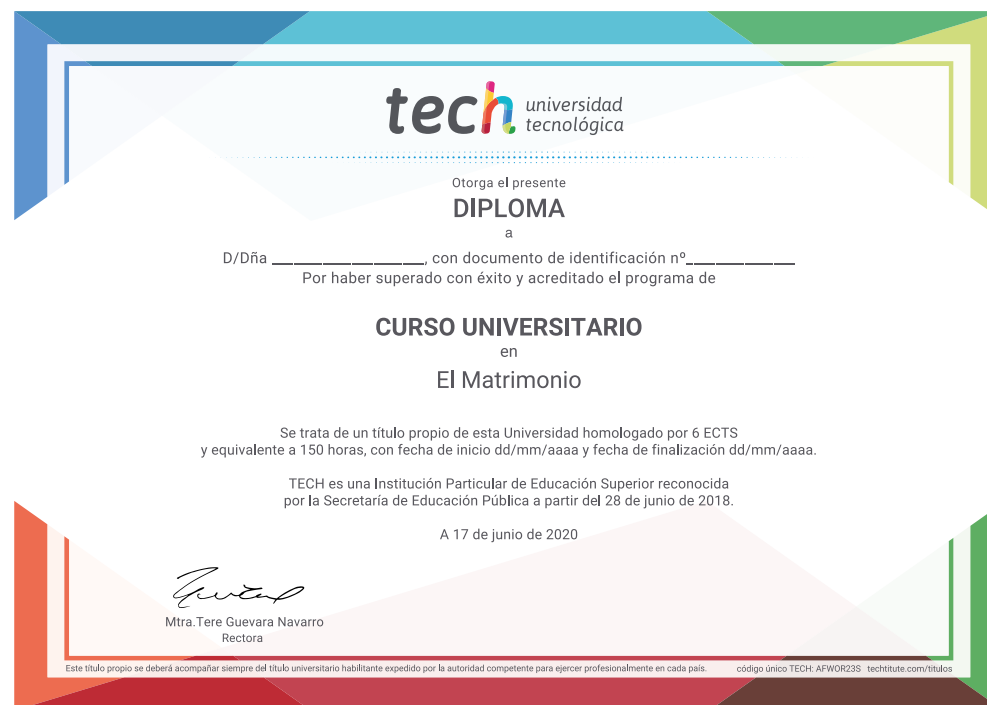 tech universidad
tecnológica
Otorga el presente
DIPLOMA
a
D/Dña ____________________, con documento de identificación nº______________
Por haber superado con éxito y acreditado el programa de
CURSO UNIVERSITARIO
en
El Matrimonio
Se trata de un título propio de esta Universidad homologado por 6 ECTS
y equivalente a 150 horas, con fecha de inicio dd/mm/aaaa y fecha de finalización dd/mm/aaaa.
TECH es una Institución Particular de Educación Superior reconocida
por la Secretaría de Educación Pública a partir del 28 de junio de 2018.
A 17 de junio de 2020
Mtra.Tere Guevara Navarro
Rectora
Este título propio se deberá acompañar siempre del título universitario habilitante expedido por la autoridad competente para ejercer profesionalmente en cada país. código único TECH: AFWOR23S techtitute.com/titulos